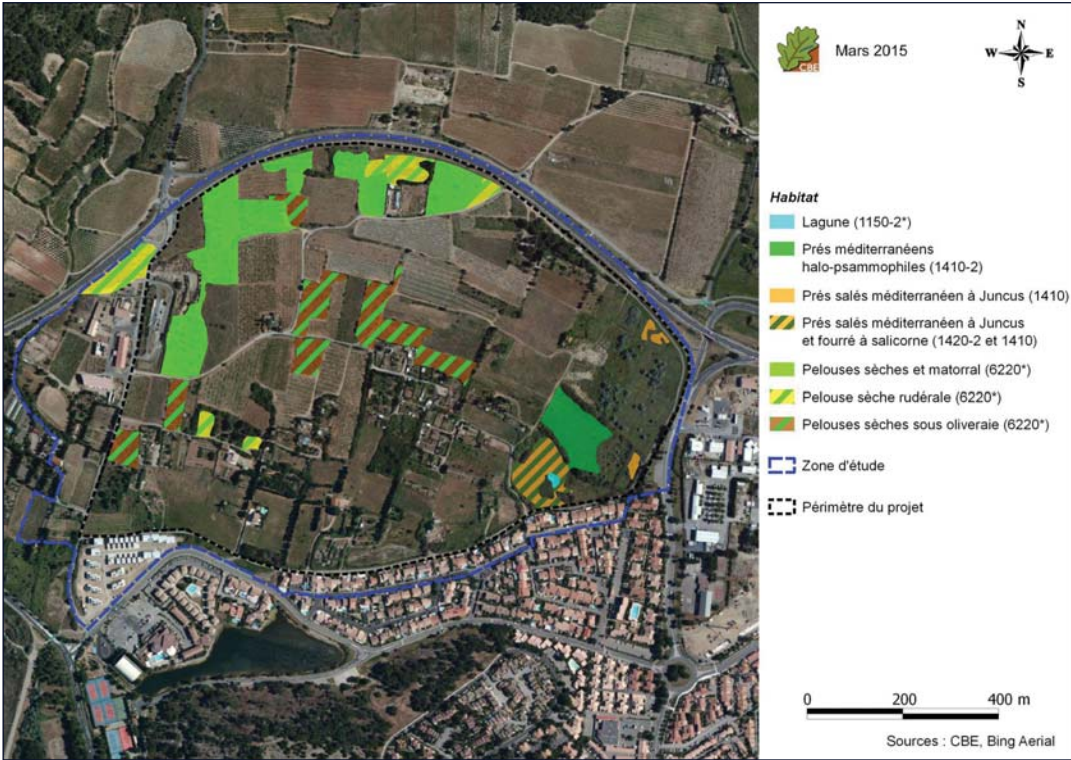 CBE
Mars 2015
N
W E
S
Habitat
Lagune (1150-2*)
Prés méditerranéens
halo-psammophiles (1410-2)
Prés salés méditerranéen à Juncus (1410)
Prés salés méditerranéen à Juncus
et fourré à salicorne (1420-2 et 1410)
Pelouses sèches et matorral (6220*)
Pelouse sèche rudérale (6220*)
Pelouses sèches sous oliveraie (6220*)
Zone d'étude
Périmètre du projet
0 200 400 m
Sources : CBE, Bing Aerial